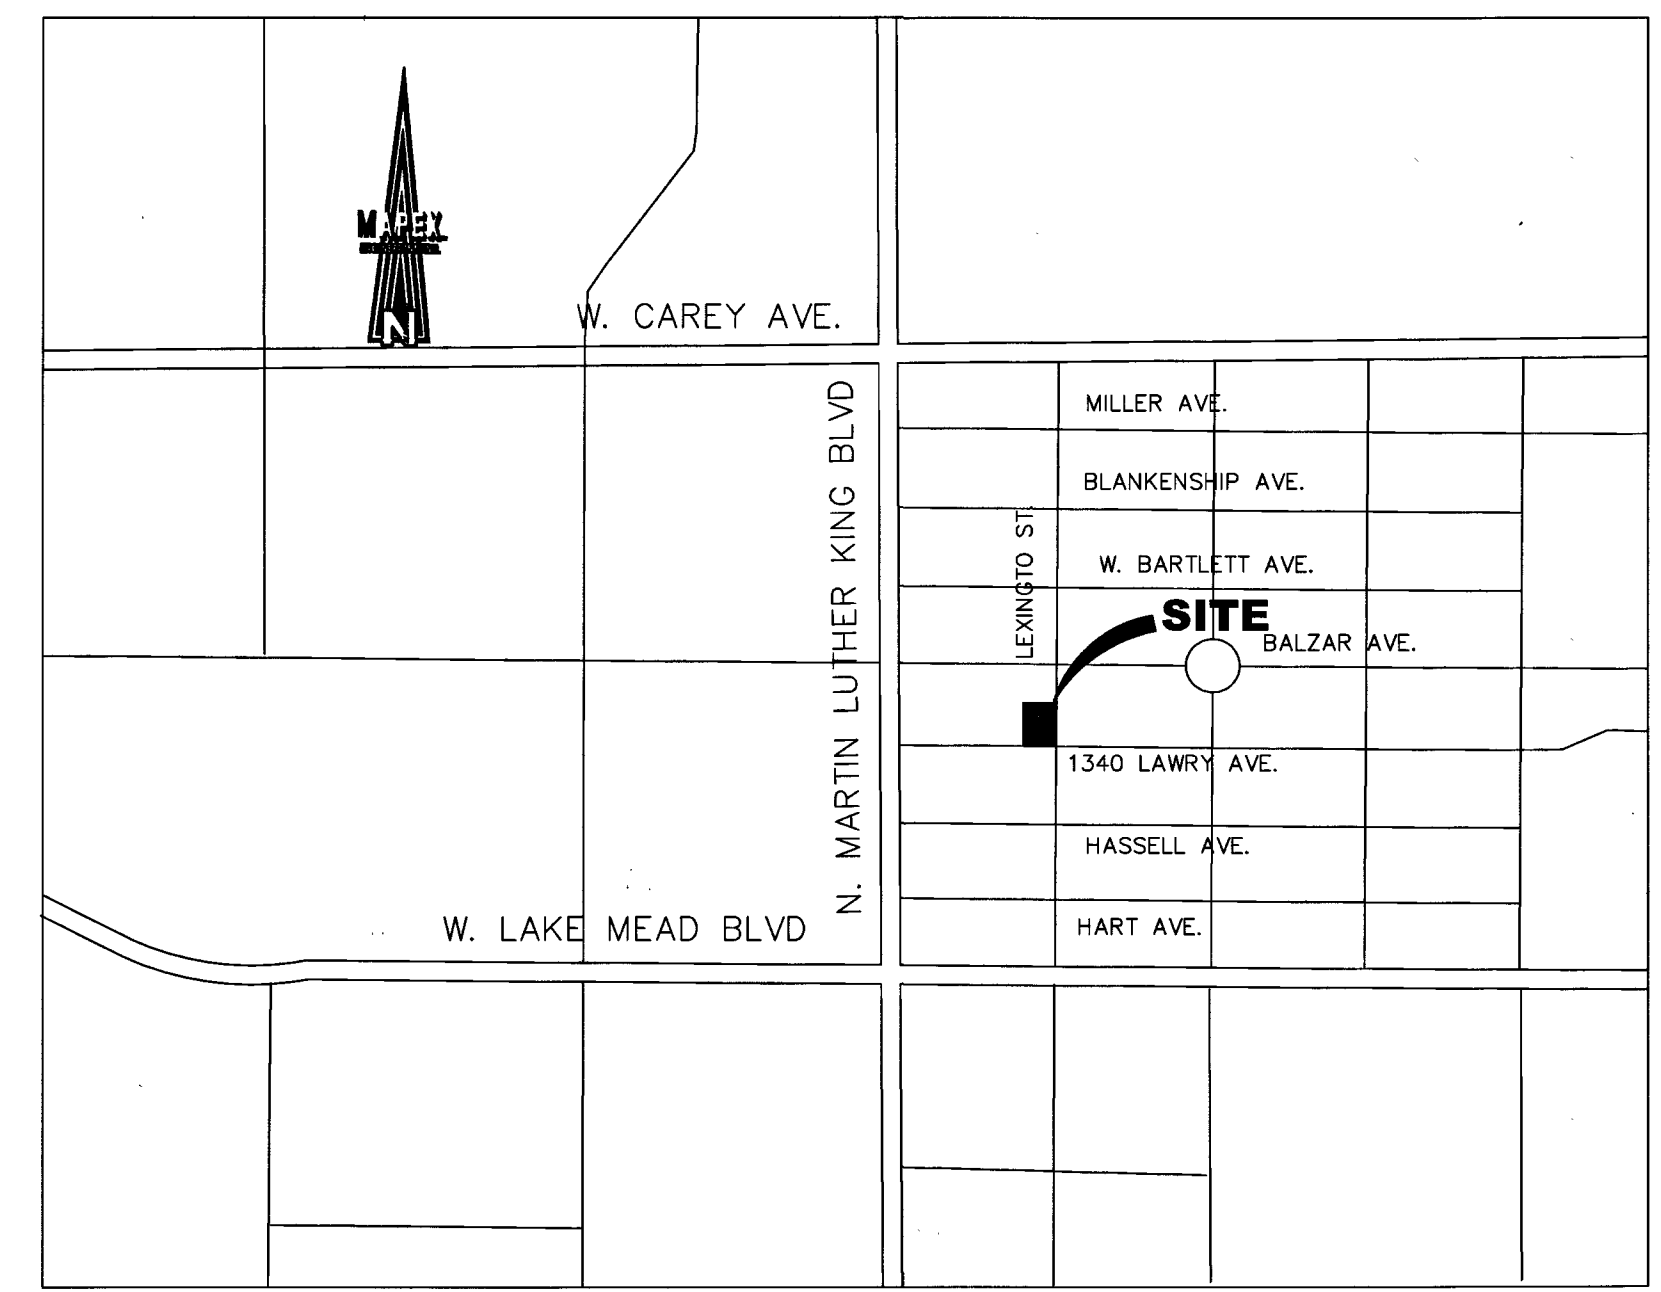 MAPEX
N
W. CAREY AVE.
N. MARTIN LUTHER KING BLVD
MILLER AVE.
BLANKENSHIP AVE.
LEXINGTO ST.
W. BARTLETT AVE.
SITE
BALZAR AVE.
1340 LAWRY AVE.
HASSELL AVE.
W. LAKE MEAD BLVD
HART AVE.